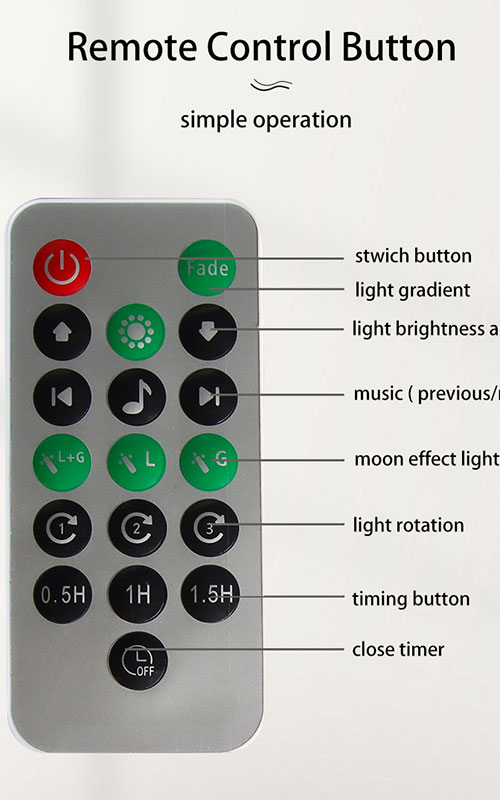 Remote Control Button
simple operation
stwich button
Fade
light gradient
light brightness a
music ( previous/
L+G
L
G
moon effect light
1
2
3
light rotation
0.5H
1H
1.5H
timing button
OFF
close timer